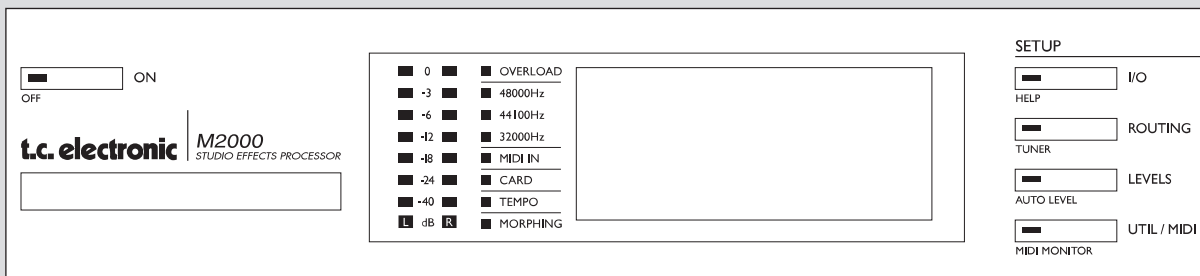 ON
OFF
t.c. electronic
M2000
STUDIO EFFECTS PROCESSOR
0
-3
-6
-12
-18
-24
-40
L dB R
OVERLOAD
48000Hz
44100Hz
32000Hz
MIDI IN
CARD
TEMPO
MORPHING
SETUP
I/O
HELP
ROUTING
TUNER
LEVELS
AUTO LEVEL
UTIL / MIDI
MIDI MONITOR